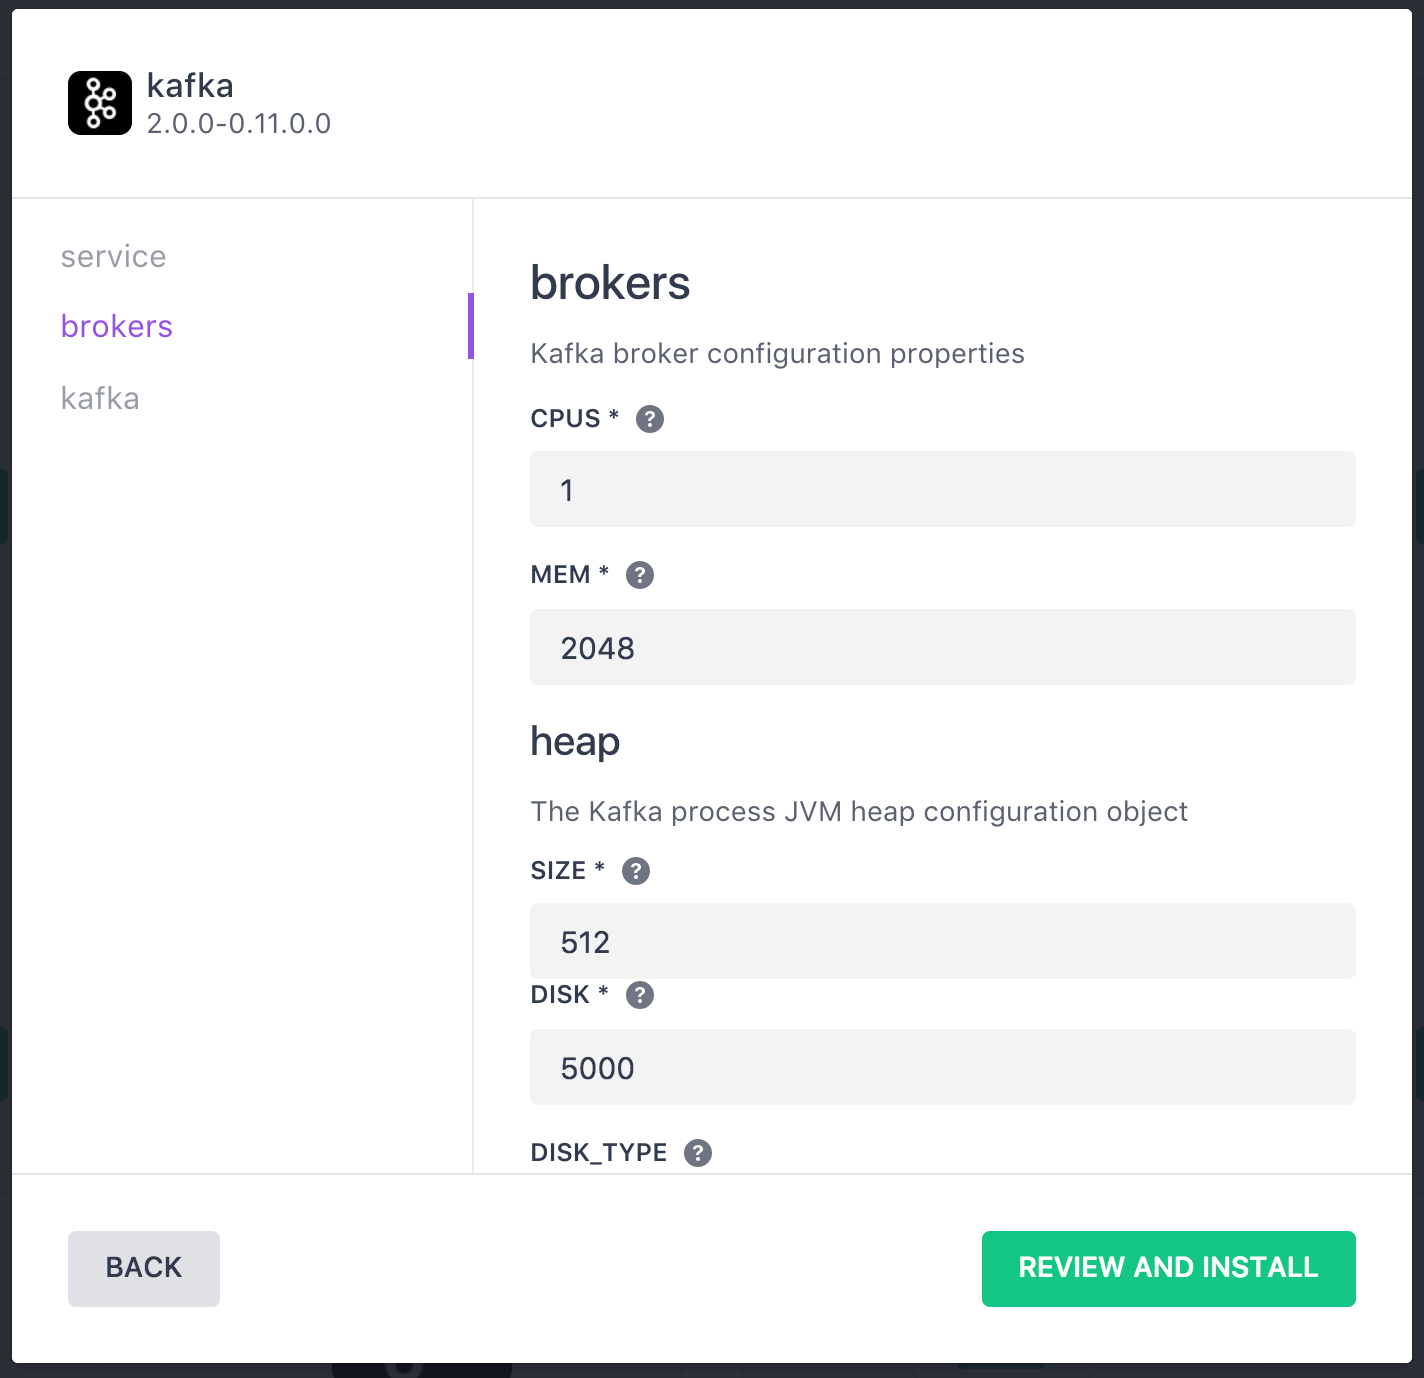 kafka
2.0.0-0.11.0.0
service
brokers
kafka
brokers
Kafka broker configuration properties
CPUS * ?
1
MEM * ?
2048
heap
The Kafka process JVM heap configuration object
SIZE * ?
512
DISK * ?
5000
DISK_TYPE ?
BACK
REVIEW AND INSTALL